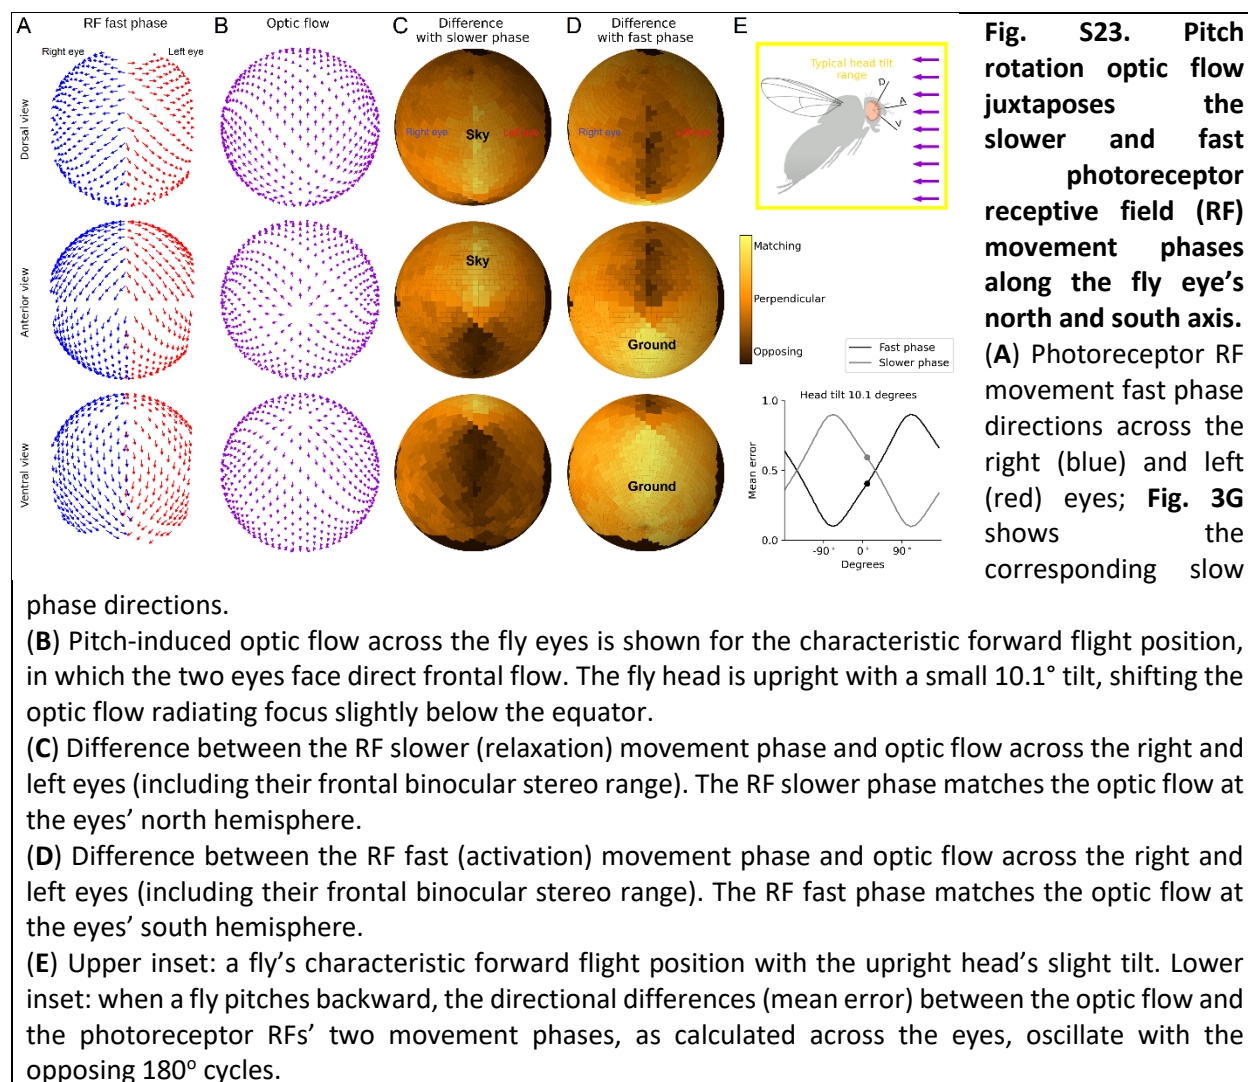 A
RF fast phase
B
Optic flow
C
Difference
with slower phase
D
Difference
with fast phase
E
Right eye
Left eye
Dorsal view
Right eye
Sky
Left eye
Right eye
Left eye
Typical head tilt
range
D
A
V
Anterior view
Sky
Ground
Matching
Perpendicular
Opposing
Fast phase
Slower phase
Ventral view
Ground
Head tilt 10.1 degrees
1.0
0.5
0.0
Mean error
-90°
0°
90°
Degrees
Fig. S23. Pitch
rotation optic flow
juxtaposes the
slower and fast
photoreceptor
receptive field (RF)
movement phases
along the fly eye’s
north and south axis.
(A) Photoreceptor RF
movement fast phase
directions across the
right (blue) and left
(red) eyes; Fig. 3G
shows the
corresponding slow
phase directions.
(B) Pitch-induced optic flow across the fly eyes is shown for the characteristic forward flight position,
in which the two eyes face direct frontal flow. The fly head is upright with a small 10.1° tilt, shifting the
optic flow radiating focus slightly below the equator.
(C) Difference between the RF slower (relaxation) movement phase and optic flow across the right and
left eyes (including their frontal binocular stereo range). The RF slower phase matches the optic flow at
the eyes’ north hemisphere.
(D) Difference between the RF fast (activation) movement phase and optic flow across the right and
left eyes (including their frontal binocular stereo range). The RF fast phase matches the optic flow at
the eyes’ south hemisphere.
(E) Upper inset: a fly’s characteristic forward flight position with the upright head’s slight tilt. Lower
inset: when a fly pitches backward, the directional differences (mean error) between the optic flow and
the photoreceptor RFs’ two movement phases, as calculated across the eyes, oscillate with the
opposing 180° cycles.